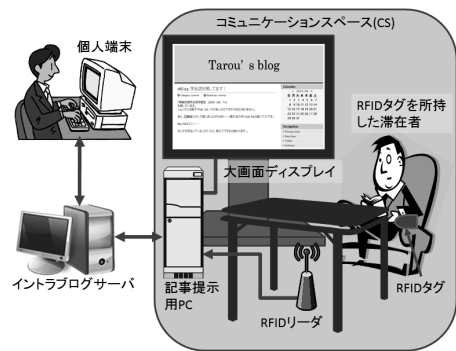 コミュニケーションスペース(CS)
個人端末
Tarou’s blog
Calendar
RFIDタグを所持
した滞在者
Navigation
大画面ディスプレイ
イントラブログサーバ
記事提示
用PC
RFIDリーダ
RFIDタグ